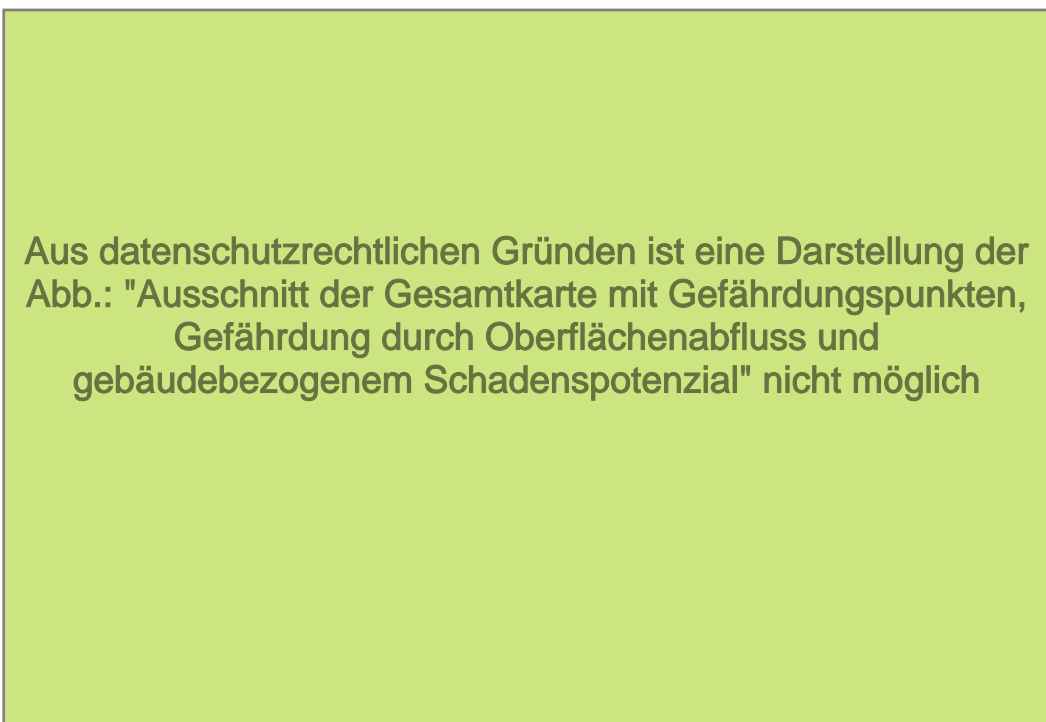 Aus datenschutzrechtlichen Gründen ist eine Darstellung der
Abb.: "Ausschnitt der Gesamtkarte mit Gefährdungspunkten,
Gefährdung durch Oberflächenabfluss und
gebäudebezogenem Schadenspotenzial" nicht möglich